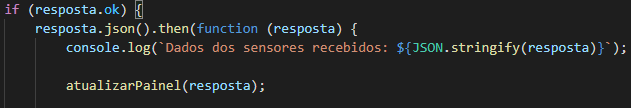 if (resposta.ok) {
resposta.json().then(function (resposta) {
console.log(`Dados dos sensores recebidos: ${JSON.stringify(resposta)}`);
atualizarPainel(resposta);